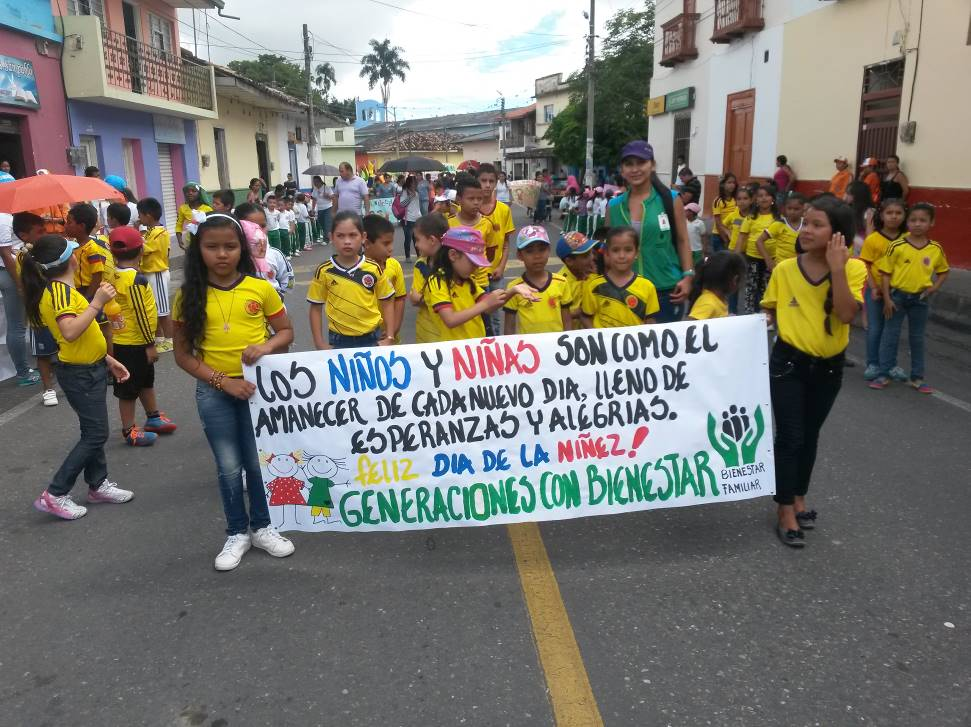 LOS NIÑOS Y NIÑAS SON COMO EL
AMANECER DE CADA NUEVO DIA, LLENO DE
ESPERANZAS Y ALEGRIAS.
FELIZ DIA DE LA NIÑEZ!
GENERACIONES CON BIENESTAR
BIENESTAR
FAMILIAR